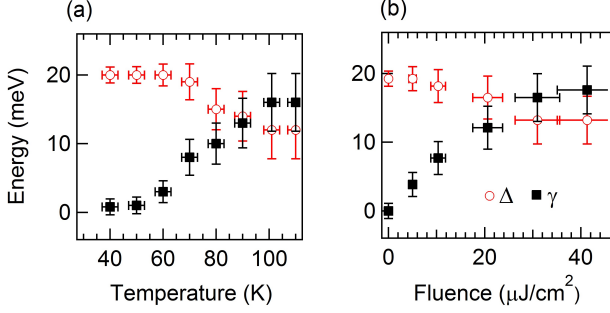 (a)
(b)
Energy (meV)
20
10
0
40 60 80 100
Temperature (K)
20
10
0
Δ γ
0 20 40
Fluence (μJ/cm²)